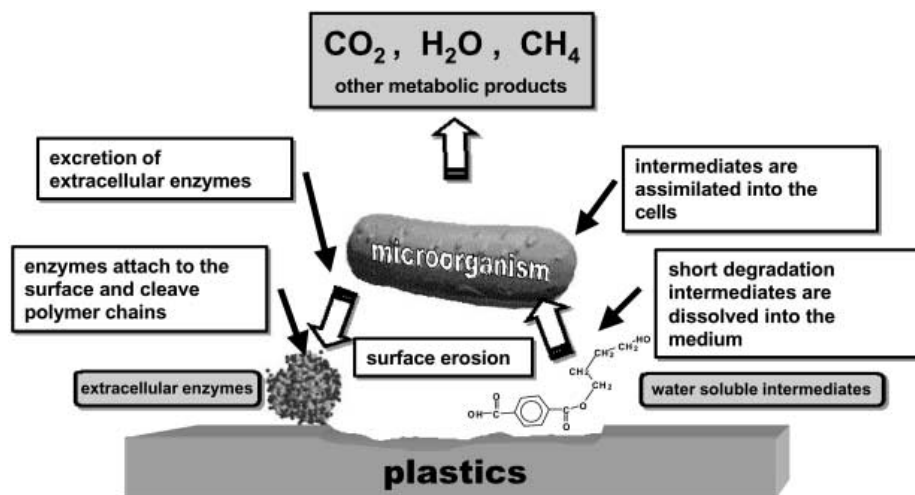 CO₂ , H₂O , CH₄
other metabolic products
excretion of
extracellular enzymes
intermediates are
assimilated into the
cells
microorganism
enzymes attach to the
surface and cleave
polymer chains
short degradation
intermediates are
dissolved into the
medium
surface erosion
extracellular enzymes
water soluble intermediates
HO
CH₂
CH₂
CH₂
CH₂
O
OH
C
C
O
O
plastics